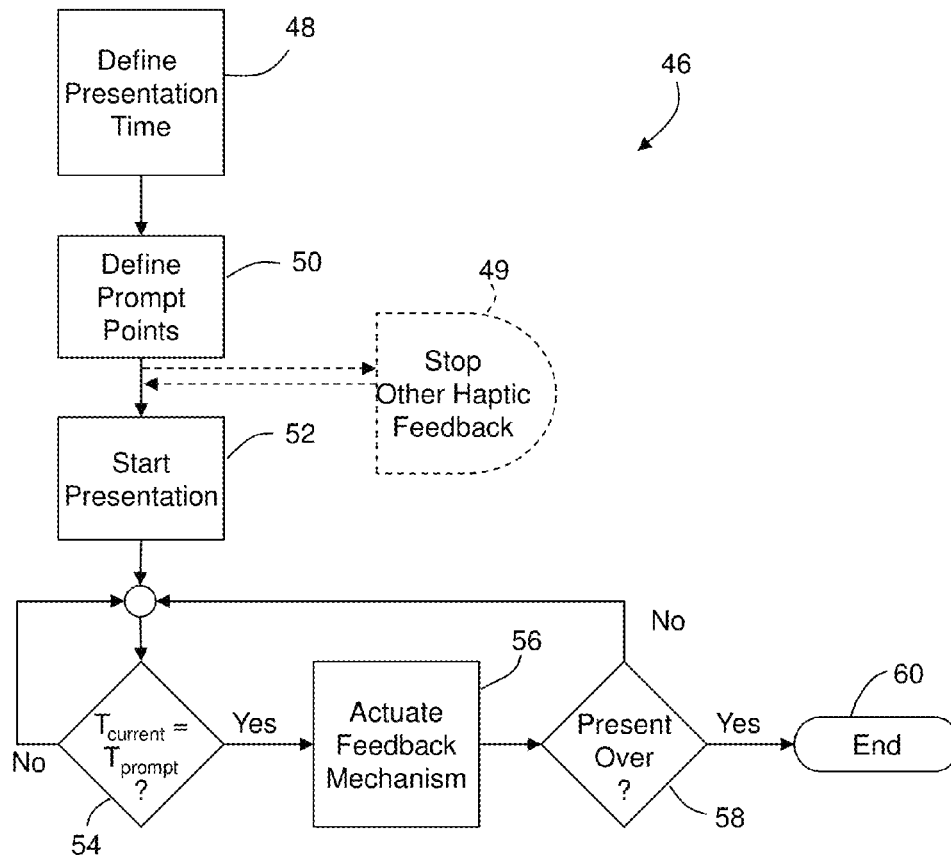 48
Define
Presentation
Time
46
Define
Prompt
Points
50
49
Stop
Other Haptic
Feedback
52
Start
Presentation
No
56
60
T_current =
T_prompt
?
Yes
No
54
Actuate
Feedback
Mechanism
Present
Over
?
Yes
58
End